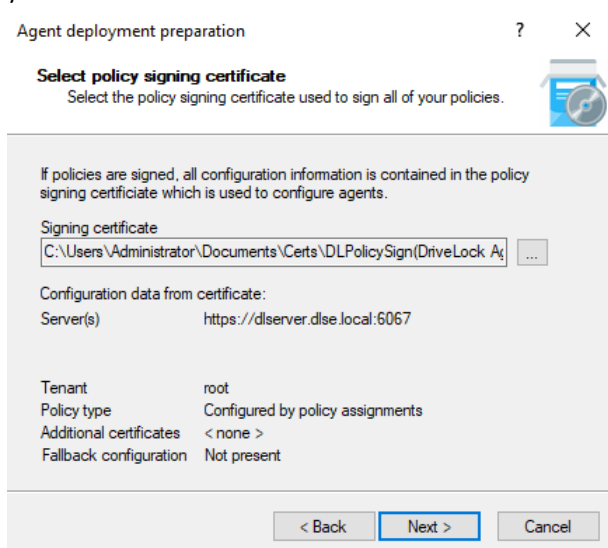 Agent deployment preparation
?
Select policy signing certificate
Select the policy signing certificate used to sign all of your policies.
If policies are signed, all configuration information is contained in the policy
signing certificiate which is used to configure agents.
Signing certificate
C:\Users\Administrator\Documents\Certs\DLPolicySign(DriveLock Ag ...
Configuration data from certificate:
Server(s) https://dlserver.dlse.local:6067
Tenant root
Policy type Configured by policy assignments
Additional certificates < none >
Fallback configuration Not present
< Back Next > Cancel